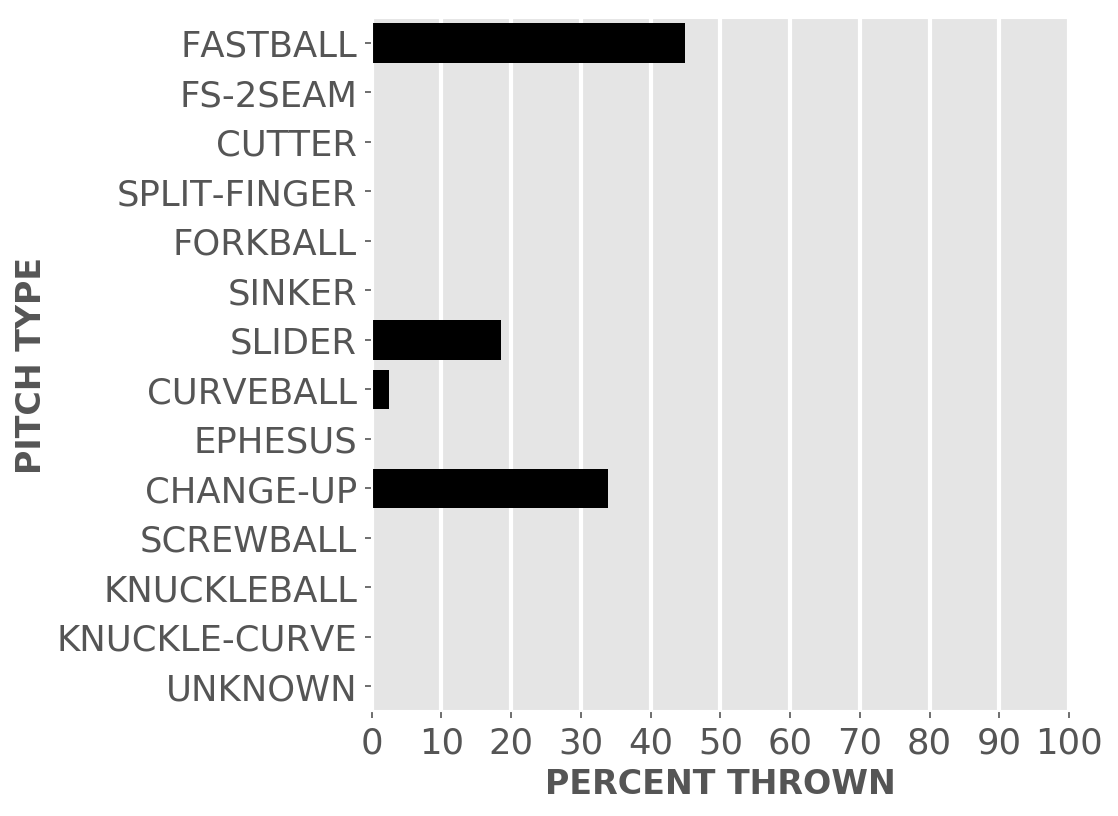 FASTBALL
FS-2SEAM
CUTTER
SPLIT-FINGER
FORKBALL
SINKER
SLIDER
CURVEBALL
EPHESUS
CHANGE-UP
SCREWBALL
KNUCKLEBALL
KNUCKLE-CURVE
UNKNOWN
PITCH TYPE
0 10 20 30 40 50 60 70 80 90 100
PERCENT THROWN